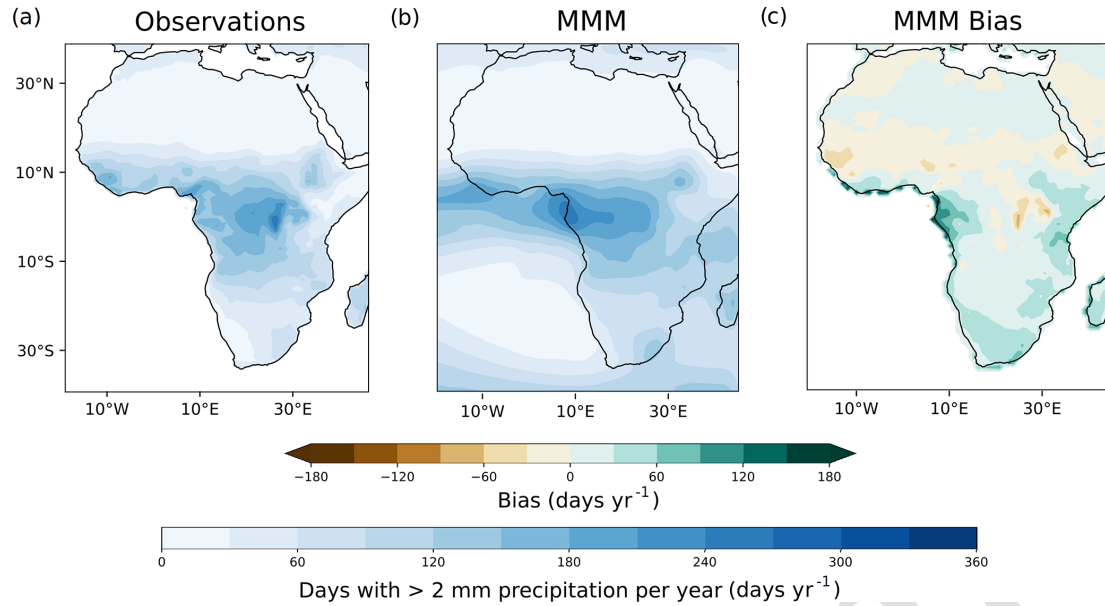 (a) Observations (b) MMM (c) MMM Bias
30°N
10°N
10°S
30°S
10°W 10°E 30°E 10°W 10°E 30°E 10°W 10°E 30°E
−180 −120 −60 0 60 120 180
Bias (days yr-1)
0 60 120 180 240 300 360
Days with > 2 mm precipitation per year (days yr-1)